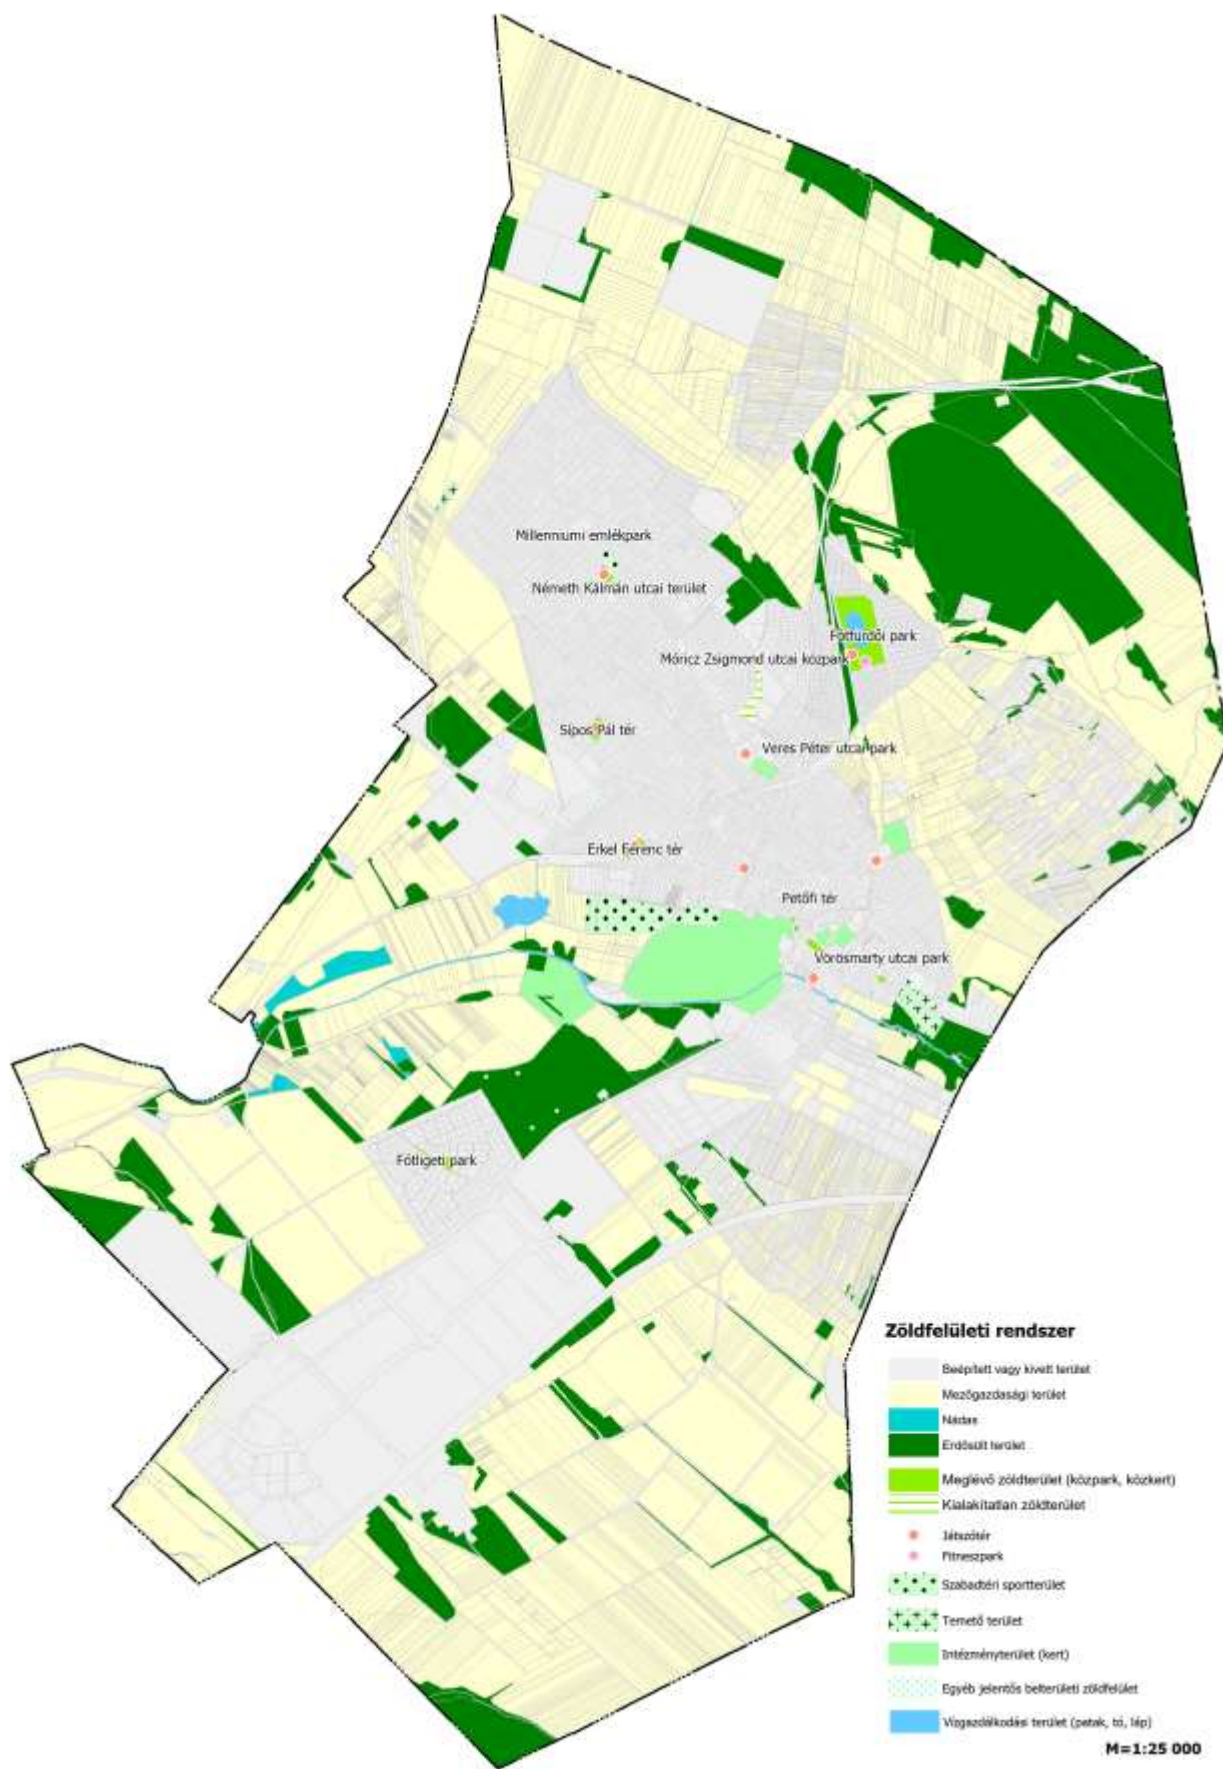 Millenniumi emlékpark
Németh Kálmán utcai terület
Fótfürdői park
Móricz Zsigmond utcai közpark
Sípos Pál tér
Veres Péter utcai park
Erkel Ferenc tér
Petőfi tér
Vörösmarty utcai park
Fótligeti park
Zöldfelületi rendszer
Beépített vagy kivett terület
Mezőgazdasági terület
Nádas
Erdősült terület
Meglévő zöldterület (közpark, közkert)
Kialakítatlan zöldterület
Játszótér
Fitneszpark
Szabadtéri sportterület
Temető terület
Intézményterület (kert)
Egyéb jelentős belterületi zöldfelület
Vízgazdálkodási terület (patak, tó, láp)
M=1:25 000